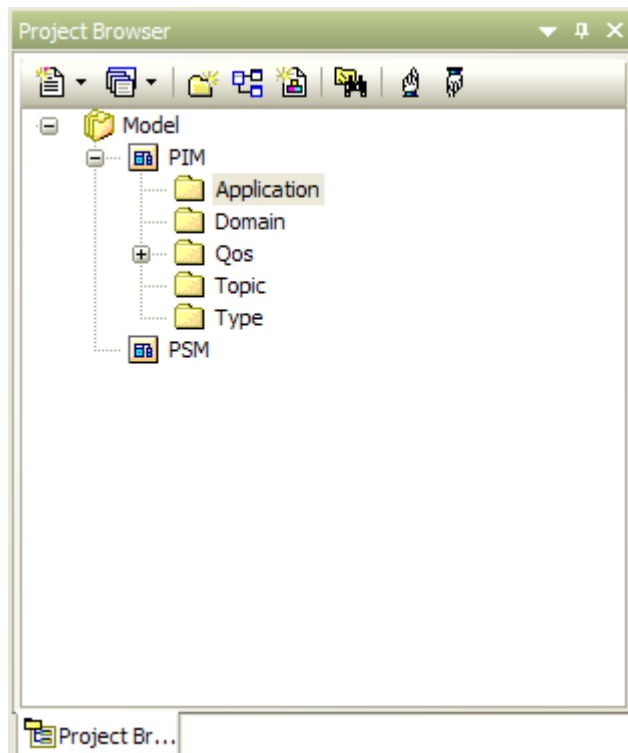 Project Browser
Model
PIM
Application
Domain
Qos
Topic
Type
PSM
Project Br...